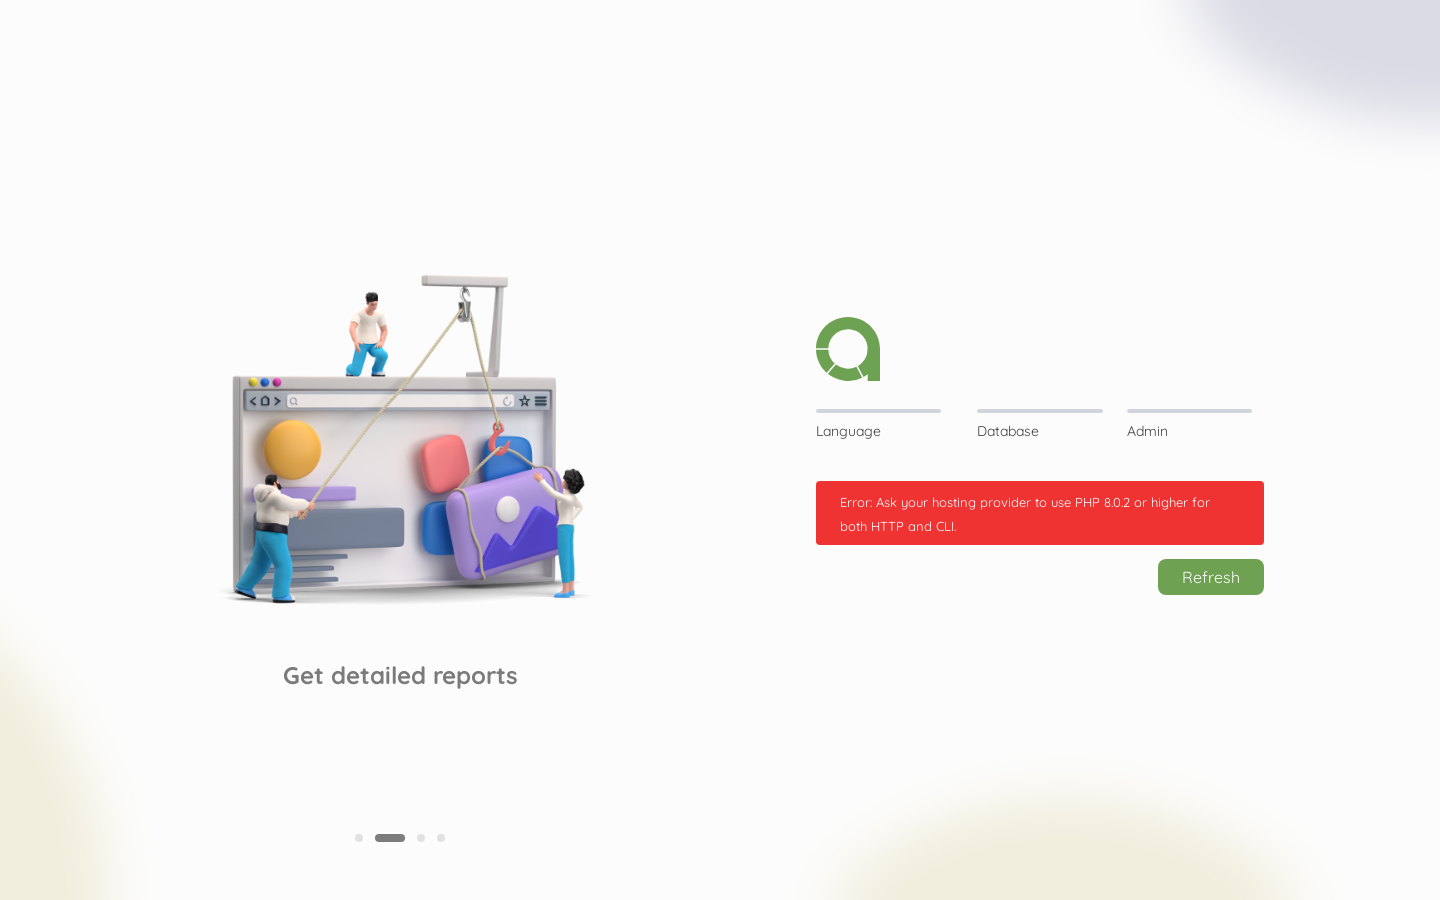 Get detailed reports
Language
Database
Admin
Error: Ask your hosting provider to use PHP 8.0.2 or higher for
both HTTP and CLI.
Refresh